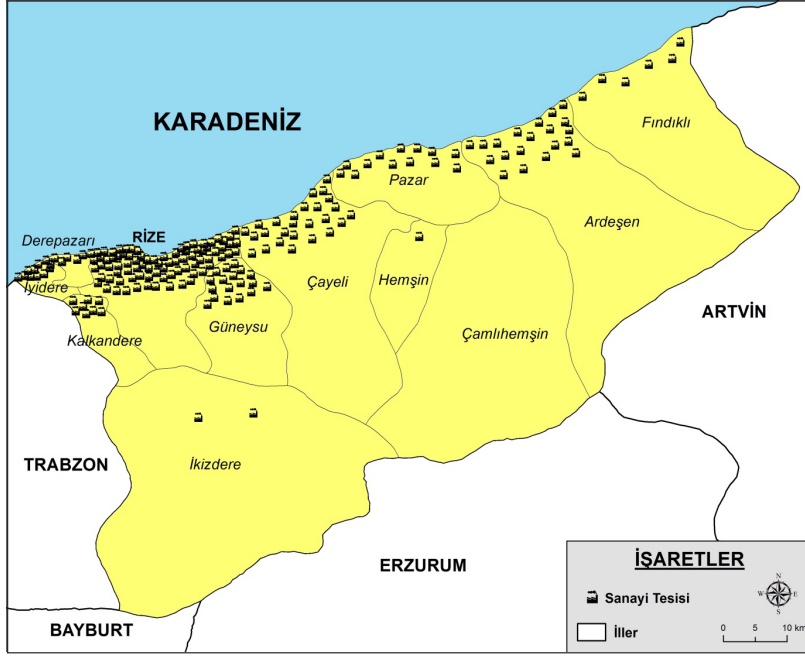 KARADENİZ
Fındıklı
Pazar
Ardeşen
RİZE
Derepazarı
İyidere
Çayeli
Hemşin
ARTVİN
Güneysu
Kalkandere
Çamlıhemşin
TRABZON
İkizdere
ERZURUM
BAYBURT
İŞARETLER
Sanayi Tesisi
İller
N
W E
S
0 5 10 km